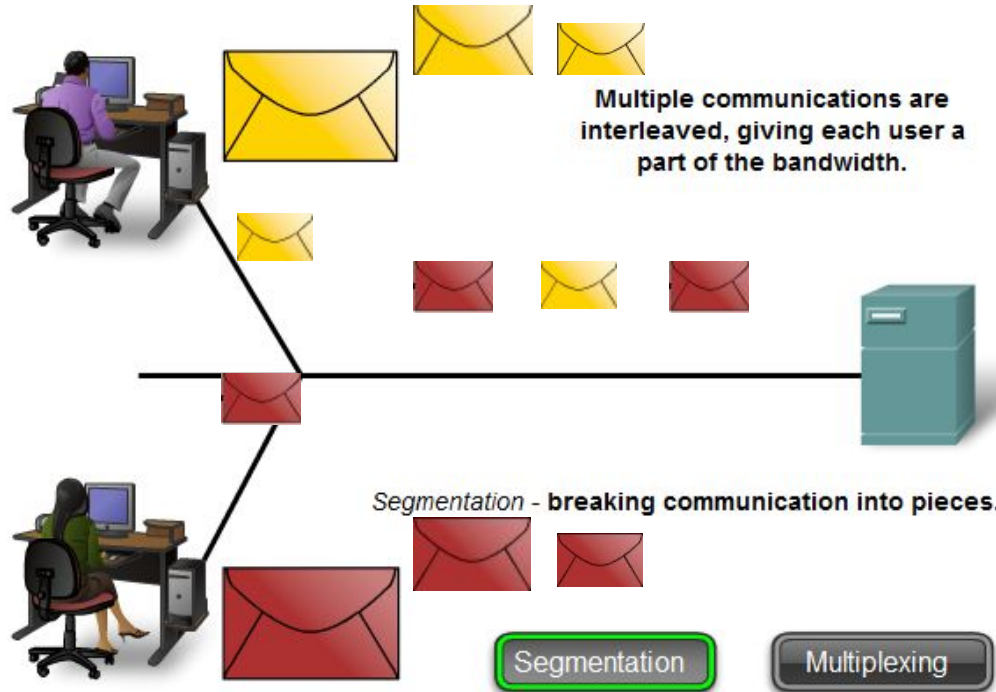 Multiple communications are
interleaved, giving each user a
part of the bandwidth.
Segmentation - breaking communication into pieces.
Segmentation
Multiplexing